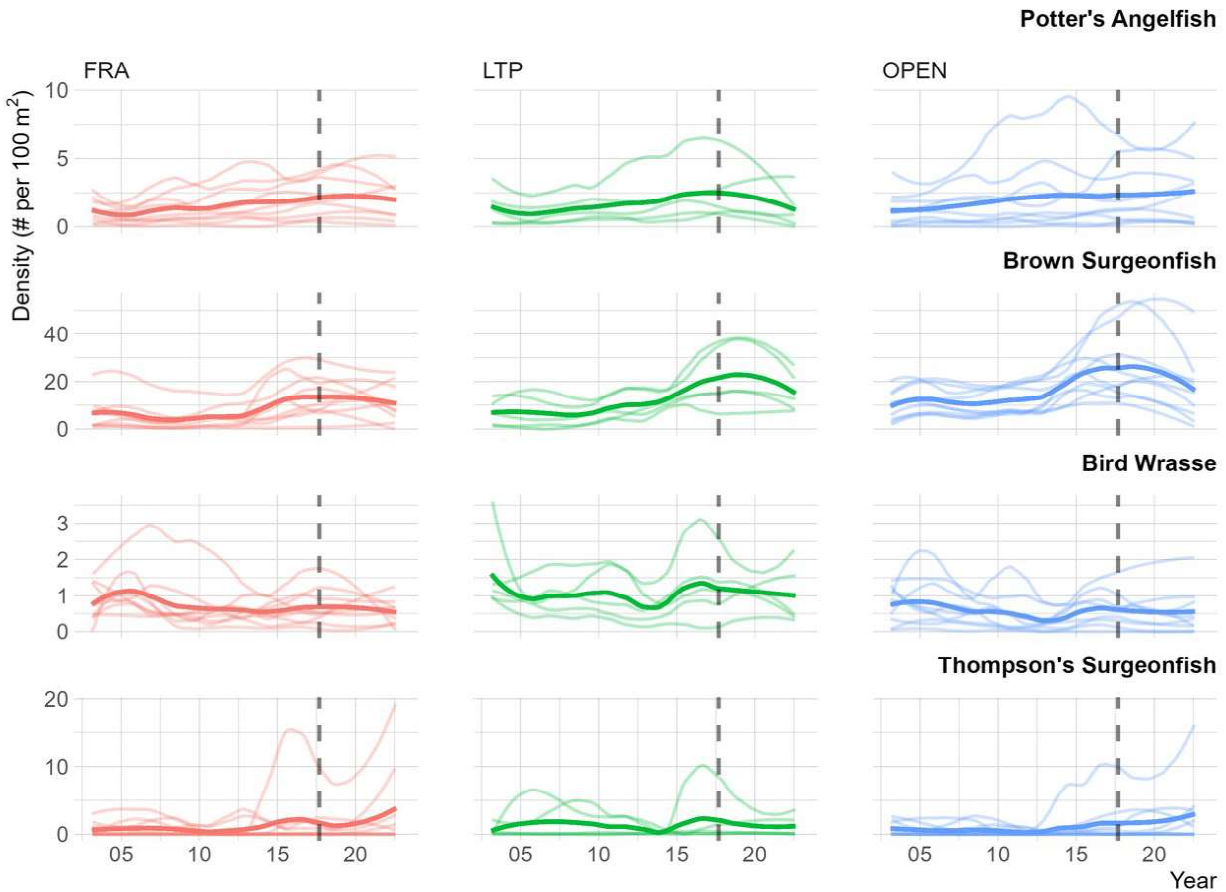 Potter's Angelfish
FRA
LTP
OPEN
Density (# per 100 m²)
10
5
0
Brown Surgeonfish
40
20
0
Bird Wrasse
3
2
1
0
Thompson's Surgeonfish
20
10
0
05 10 15 20
05 10 15 20
05 10 15 20
Year